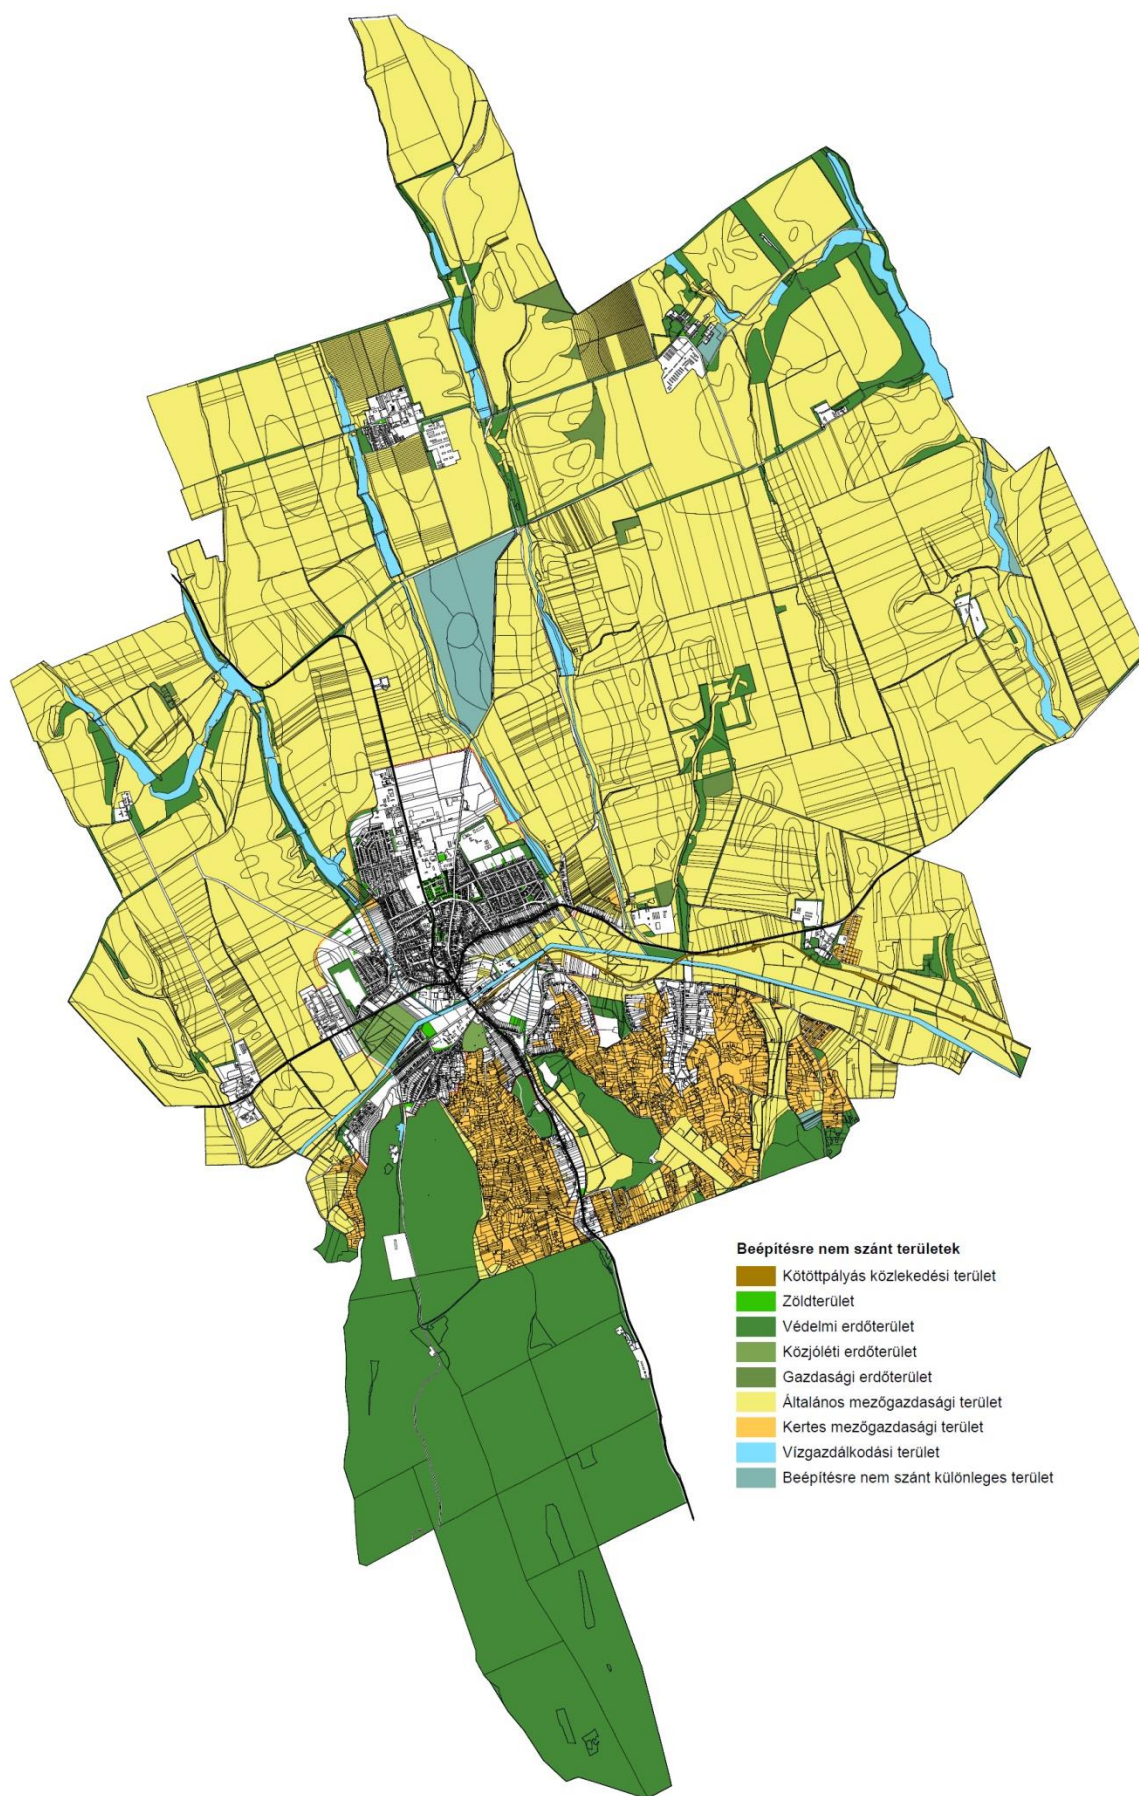 Beépítésre nem szánt területek
Kötöttpályás közlekedési terület
Zöldterület
Védelmi erdőterület
Közjóléti erdőterület
Gazdasági erdőterület
Általános mezőgazdasági terület
Kertes mezőgazdasági terület
Vízgazdálkodási terület
Beépítésre nem szánt különleges terület